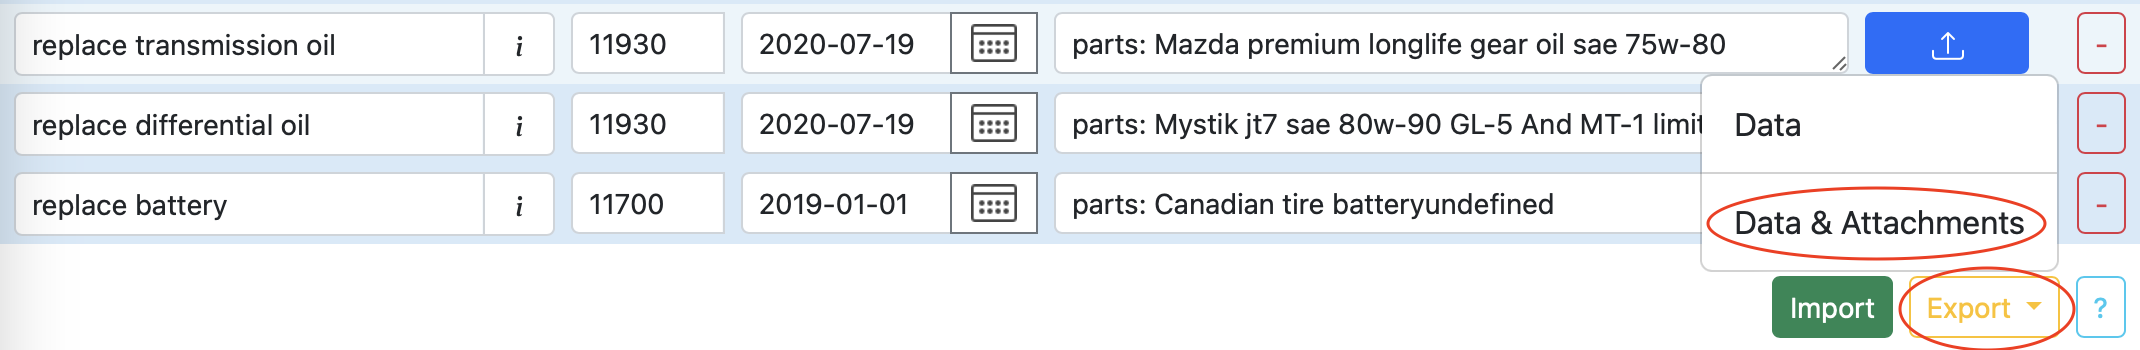 replace transmission oil i 11930 2020-07-19 parts: Mazda premium longlife gear oil sae 75w-80 -
replace differential oil i 11930 2020-07-19 parts: Mystik jt7 sae 80w-90 GL-5 And MT-1 limit Data -
replace battery i 11700 2019-01-01 parts: Canadian tire batteryundefined Data & Attachments -
Import Export ?